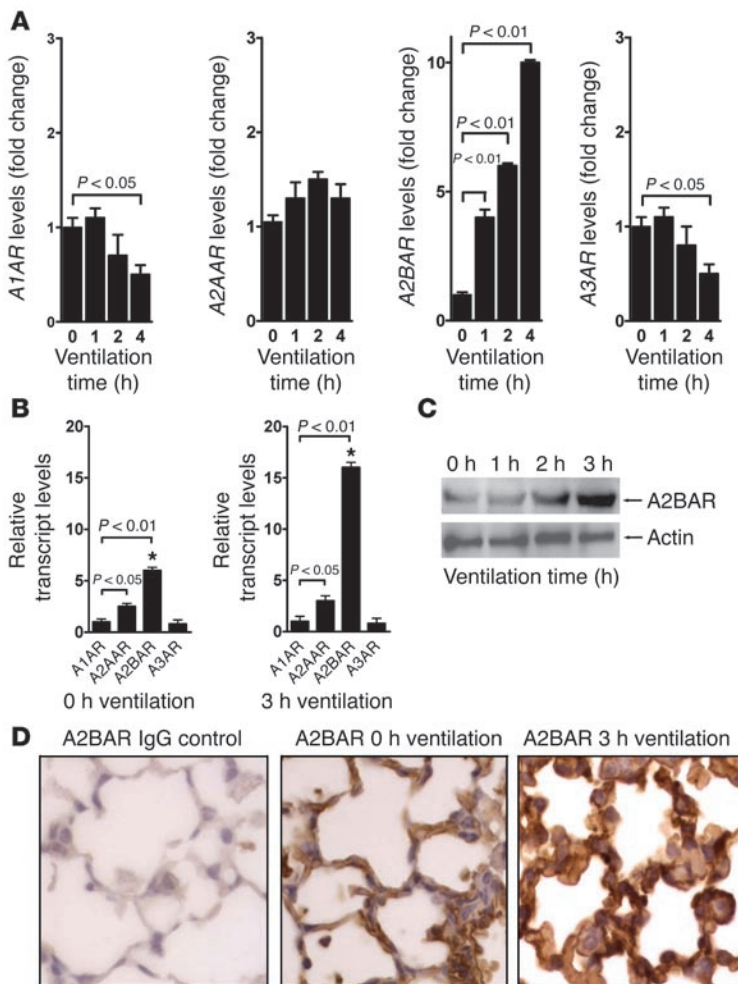 A
A1AR levels (fold change)
3
2
1
0
P < 0.05
0 1 2 4
Ventilation
time (h)
A2AAR levels (fold change)
3
2
1
0
0 1 2 4
Ventilation
time (h)
A2BAR levels (fold change)
10
5
0
P < 0.01
P < 0.01
P < 0.01
0 1 2 4
Ventilation
time (h)
A3AR levels (fold change)
3
2
1
0
P < 0.05
0 1 2 4
Ventilation
time (h)
B
Relative
transcript levels
20
15
10
5
0
P < 0.01
P < 0.05
*
A1AR
A2AAR
A2BAR
A3AR
0 h ventilation
Relative
transcript levels
20
15
10
5
0
P < 0.01
P < 0.05
*
A1AR
A2AAR
A2BAR
A3AR
3 h ventilation
C
0 h 1 h 2 h 3 h
A2BAR
Actin
Ventilation time (h)
D
A2BAR IgG control
A2BAR 0 h ventilation
A2BAR 3 h ventilation